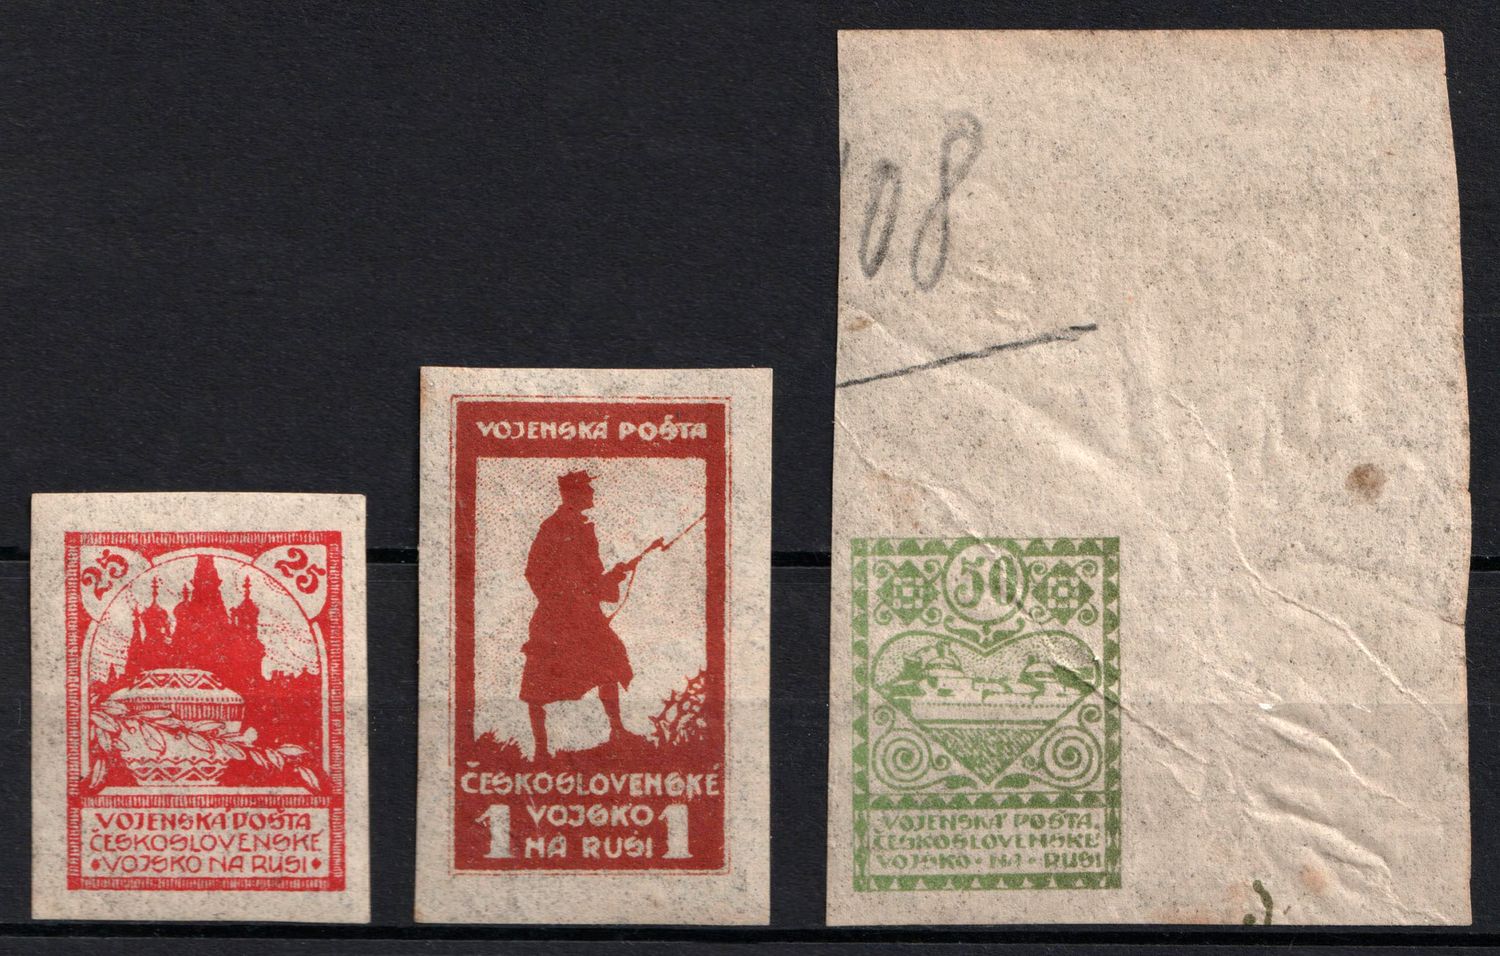 25 25
VOJENSKÁ POŠTA
ČESKOSLOVENSKÉ
•VOJSKO NA RUSI•
VOJENSKÁ POŠTA
ČESKOSLOVENSKÉ
1 VOJSKO 1
NA RUSI
08
50
VOJENSKÁ POŠTA
ČESKOSLOVENSKÉ
VOJSKO • NA • RUSI